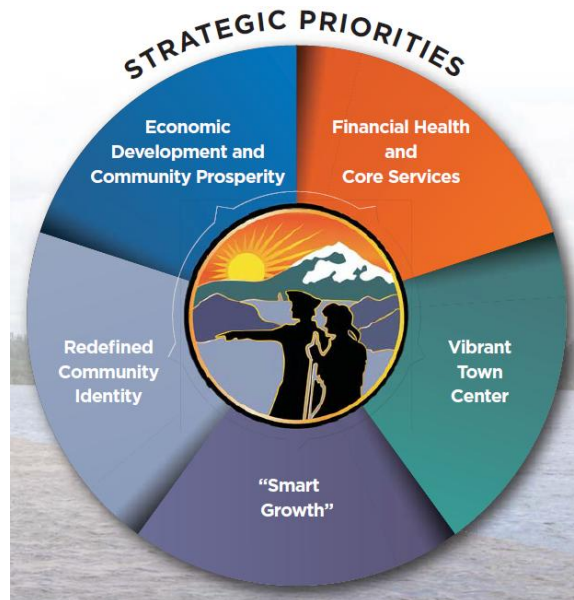 STRATEGIC PRIORITIES
Economic
Development and
Community Prosperity
Financial Health
and
Core Services
Redefined
Community
Identity
Vibrant
Town
Center
“Smart
Growth”